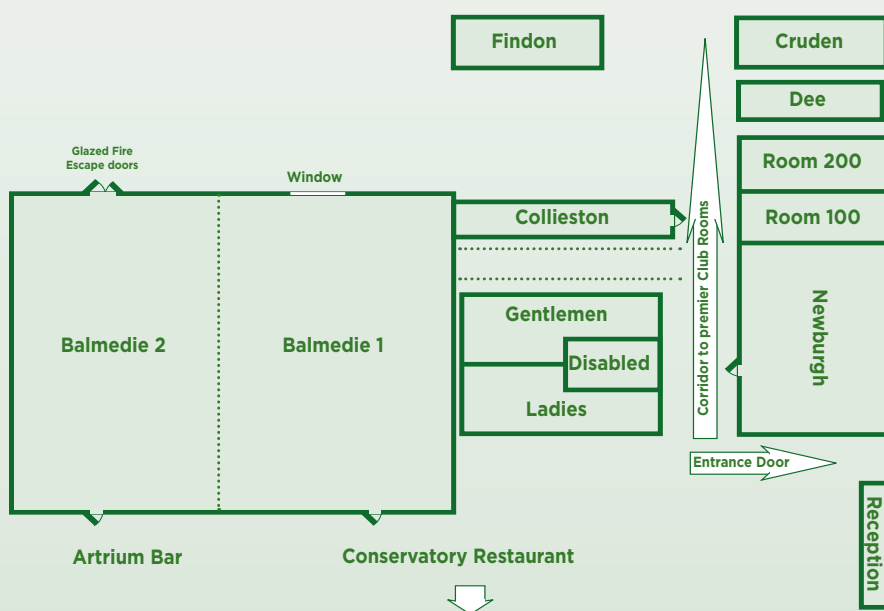 Findon
Cruden
Dee
Glazed Fire
Escape doors
Room 200
Window
Collieston
Room 100
Corridor to premier Club Rooms
Newburgh
Gentlemen
Balmedie 2
Balmedie 1
Disabled
Ladies
Entrance Door
Reception
Artrium Bar
Conservatory Restaurant